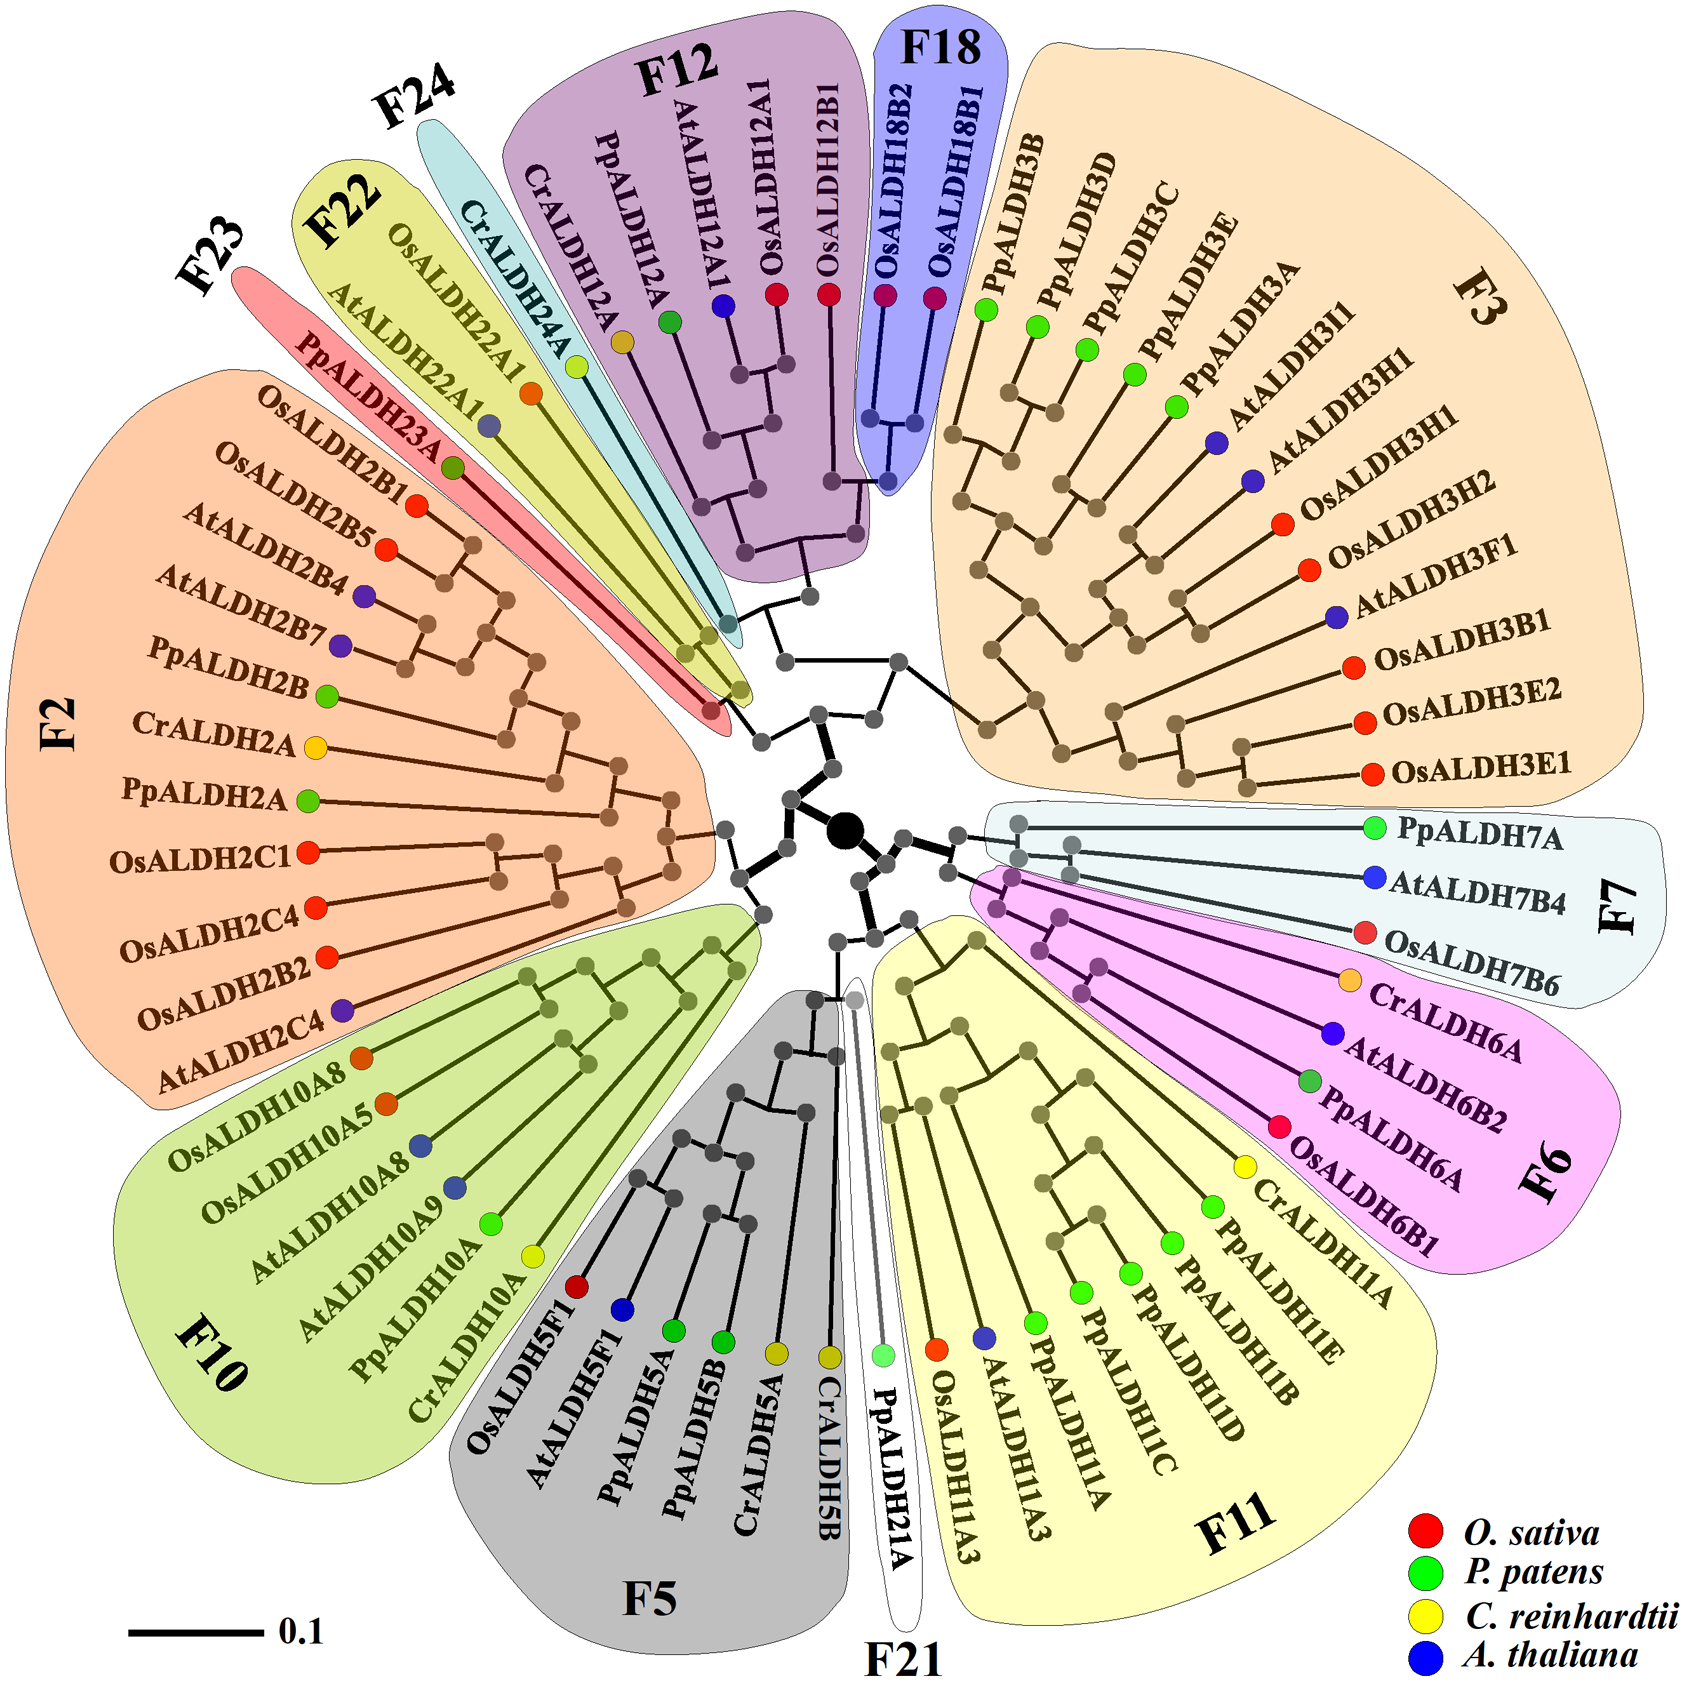 F12
CrALDH12A
PpALDH12A
AtALDH12A1
OsALDH12A1
OsALDH12B1
F18
OsALDH18B2
OsALDH18B1
F3
PpALDH3B
PpALDH3D
PpALDH3C
PpALDH3E
PpALDH3A
AtALDH3I1
AtALDH3H1
OsALDH3H1
OsALDH3H2
AtALDH3F1
OsALDH3B1
OsALDH3E2
OsALDH3E1
F7
PpALDH7A
AtALDH7B4
OsALDH7B6
F6
CrALDH6A
AtALDH6B2
PpALDH6A
OsALDH6B1
F11
CrALDH11A
PpALDH11E
PpALDH11B
PpALDH11D
PpALDH11C
PpALDH11A
AtALDH11A3
OsALDH11A3
F21
PpALDH21A
F5
CrALDH5B
CrALDH5A
PpALDH5B
PpALDH5A
AtALDH5F1
OsALDH5F1
F10
CrALDH10A
PpALDH10A
AtALDH10A9
AtALDH10A8
OsALDH10A5
OsALDH10A8
F2
AtALDH2C4
OsALDH2B2
OsALDH2C4
OsALDH2C1
PpALDH2A
CrALDH2A
PpALDH2B
AtALDH2B7
AtALDH2B4
OsALDH2B5
OsALDH2B1
F23
PpALDH23A
F22
AtALDH22A1
OsALDH22A1
F24
CrALDH24A
0.1
O. sativa
P. patens
C. reinhardtii
A. thaliana